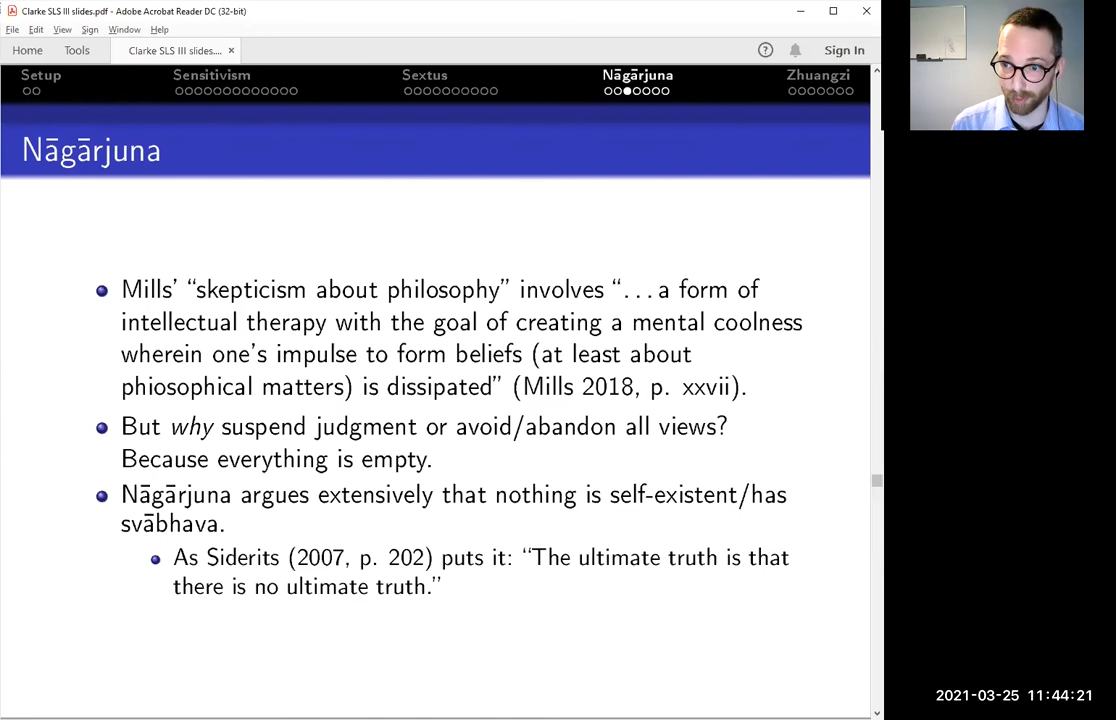 Clarke SLS III slides.pdf - Adobe Acrobat Reader DC (32-bit)
File Edit View Sign Window Help
Home Tools Clarke SLS III slides.... × Sign In
Setup Sensitivism Sextus Nāgārjuna Zhuangzi
Nāgārjuna
Mills' “skepticism about philosophy” involves “. . . a form of
intellectual therapy with the goal of creating a mental coolness
wherein one's impulse to form beliefs (at least about
phiosophical matters) is dissipated” (Mills 2018, p. xxvii).
But why suspend judgment or avoid/abandon all views?
Because everything is empty.
Nāgārjuna argues extensively that nothing is self-existent/has
svābhava.
As Siderits (2007, p. 202) puts it: “The ultimate truth is that
there is no ultimate truth.”
2021-03-25 11:44:21